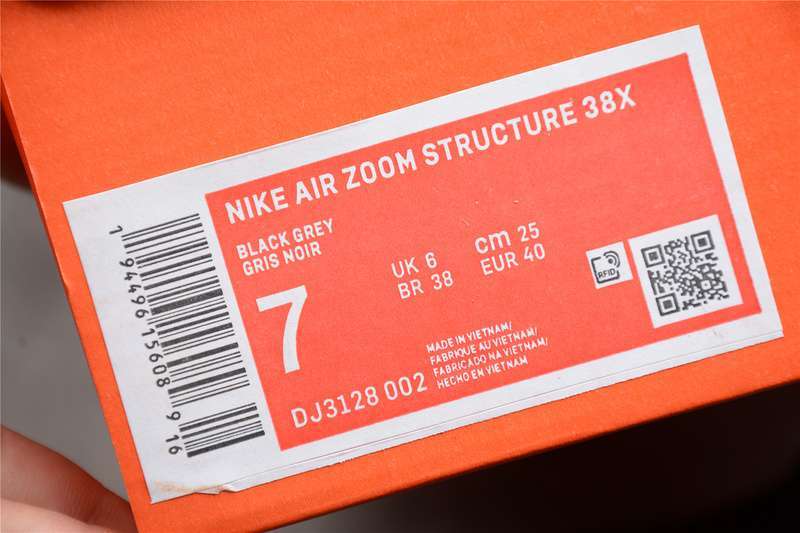 NIKE AIR ZOOM STRUCTURE 38X
BLACK GREY
GRIS NOIR
UK 6
BR 38
cm 25
EUR 40
RFID
7
DJ3128 002
MADE IN VIETNAM/
FABRIQUE AU VIETNAM/
FABRICADO NA VIETNAM/
HECHO EN VIETNAM
1 94496 15608 9 16